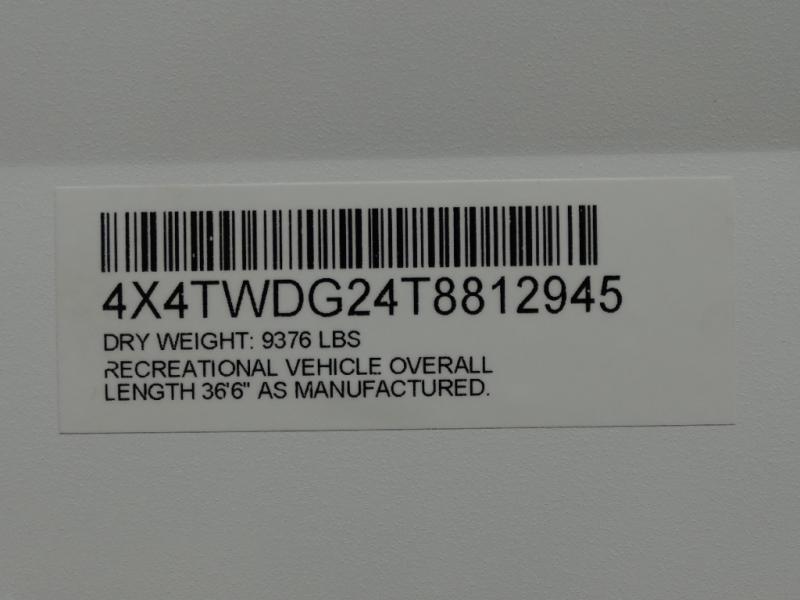 4X4TWDG24T8812945
DRY WEIGHT: 9376 LBS
RECREATIONAL VEHICLE OVERALL
LENGTH 36'6" AS MANUFACTURED.